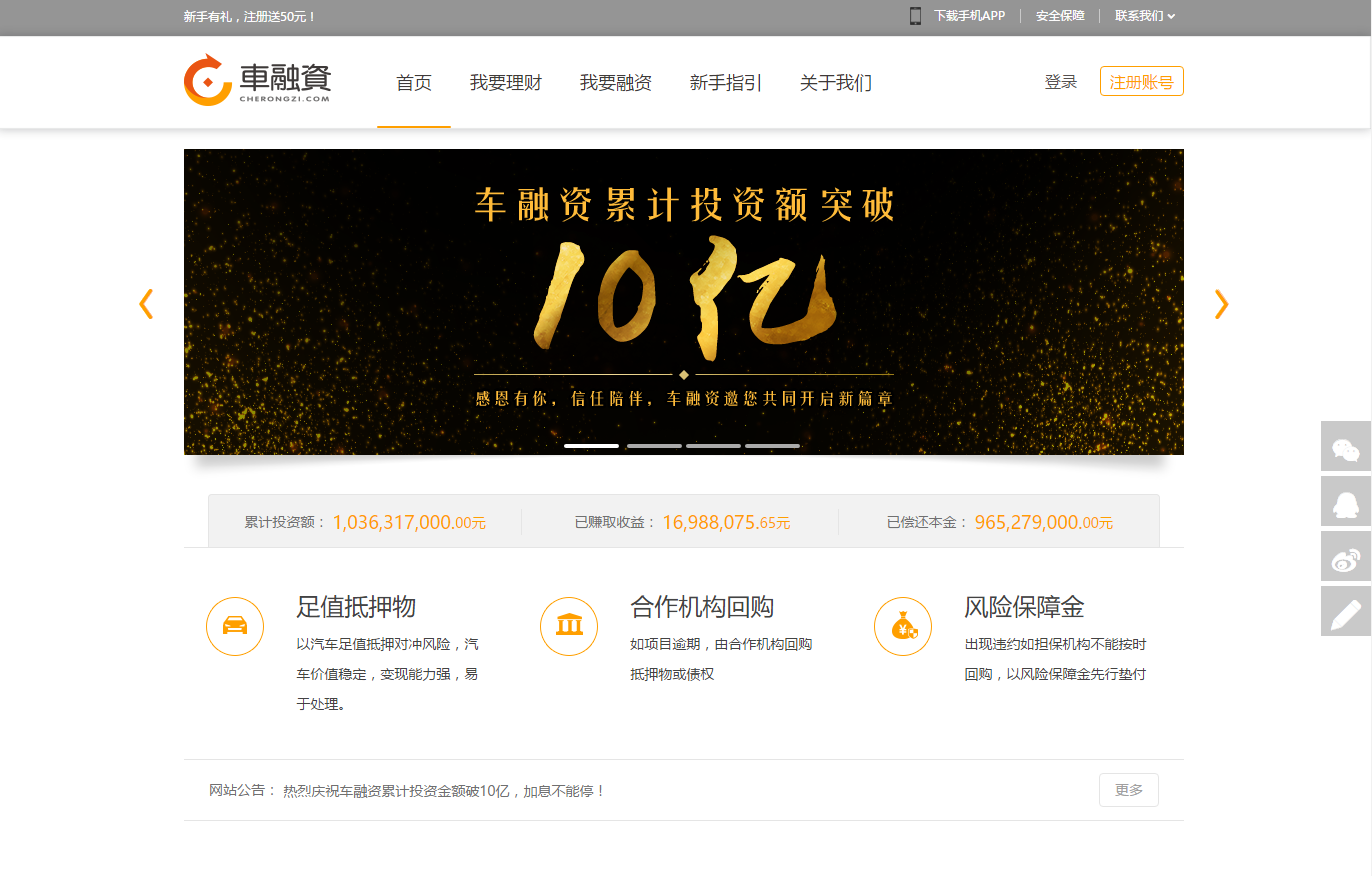 新手有礼，注册送50元！
下载手机APP
安全保障
联系我们
車融資
CHERONGZI.COM
首页
我要理财
我要融资
新手指引
关于我们
登录
注册账号
车融资累计投资额突破
10亿
感恩有你，信任陪伴，车融资邀您共同开启新篇章
累计投资额： 1,036,317,000.00元
已赚取收益： 16,988,075.65元
已偿还本金： 965,279,000.00元
足值抵押物
以汽车足值抵押对冲风险，汽
车价值稳定，变现能力强，易
于处理。
合作机构回购
如项目逾期，由合作机构回购
抵押物或债权
风险保障金
出现违约如担保机构不能按时
回购，以风险保障金先行垫付
网站公告： 热烈庆祝车融资累计投资金额破10亿，加息不能停！
更多